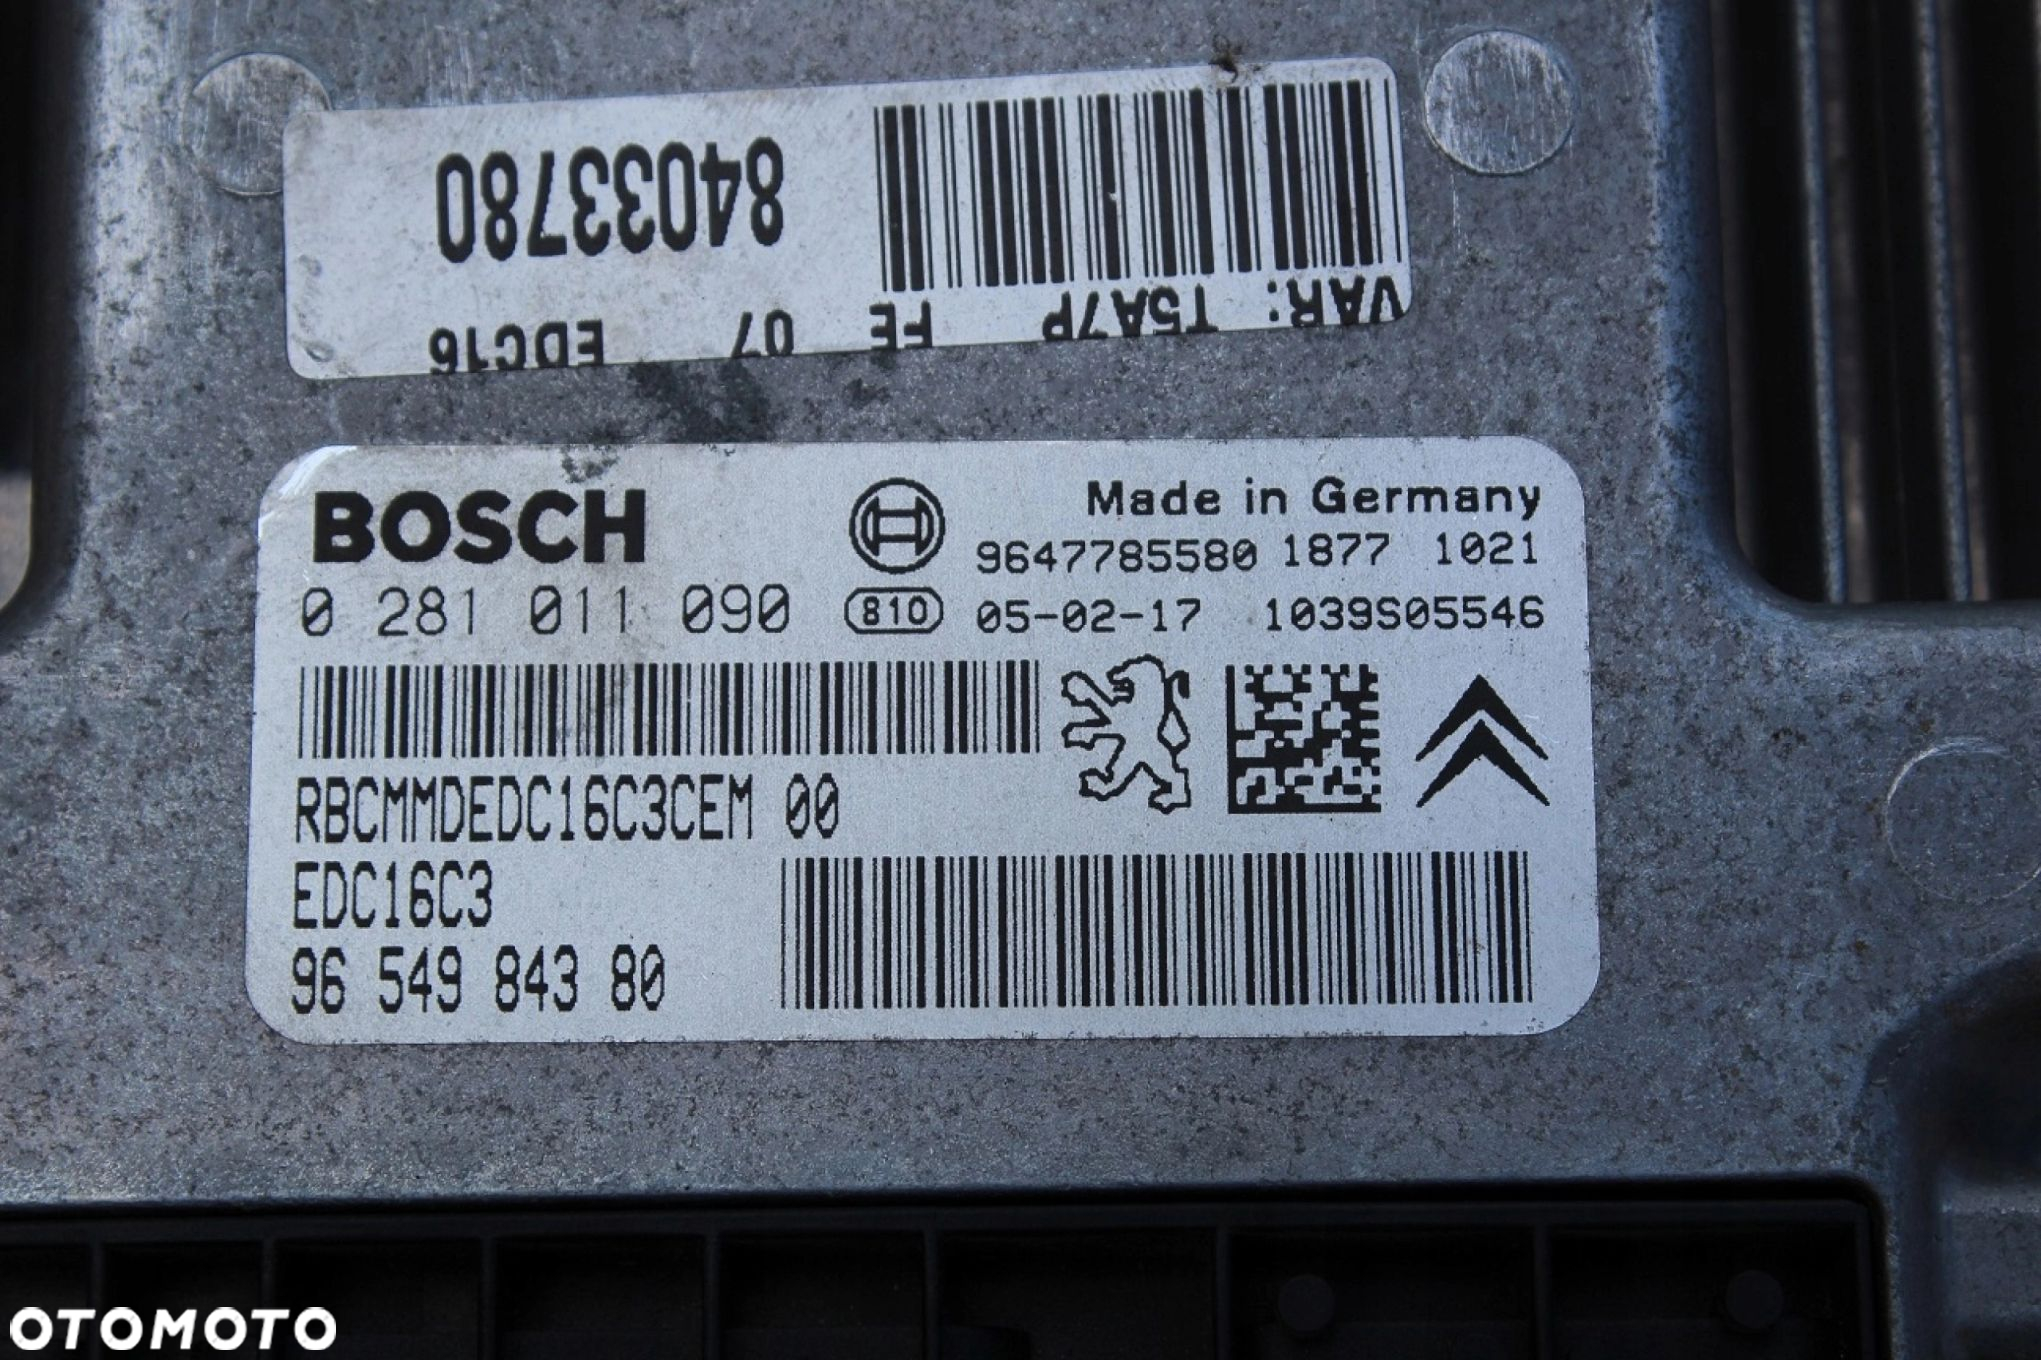 84033780
VAR: T5A7P FE 07 EDC16
BOSCH
Made in Germany
9647785580 1877 1021
0 281 011 090
810
05-02-17 1039S05546
RBCMMDEDC16C3CEM 00
EDC16C3
96 549 843 80
OTOMOTO